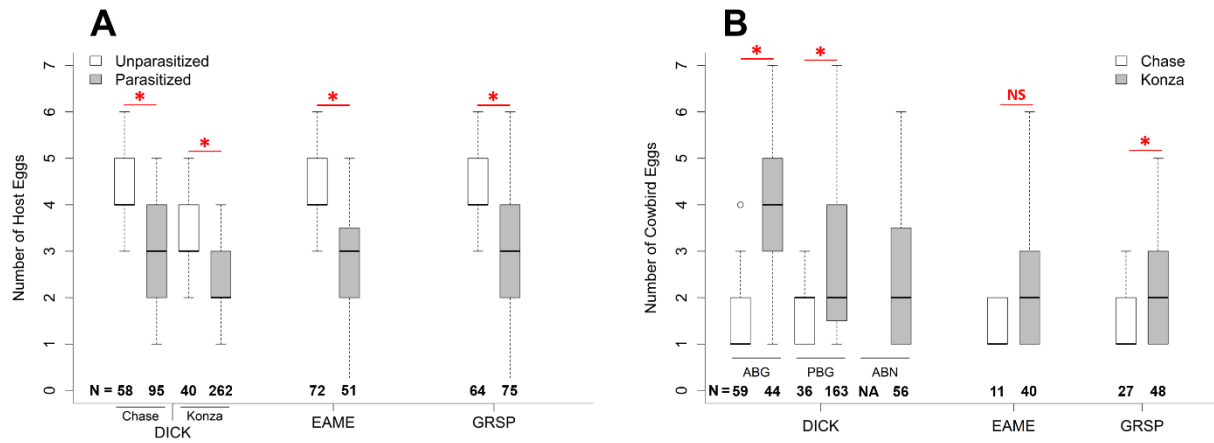 A
Number of Host Eggs
7
6
5
4
3
2
1
0
Unparasitized
Parasitized
*
*
*
*
N = 58 95 40 262 72 51 64 75
Chase Konza
DICK EAME GRSP
B
Number of Cowbird Eggs
7
6
5
4
3
2
1
0
Chase
Konza
*
*
NS
*
ABG PBG ABN
N = 59 44 36 163 NA 56 11 40 27 48
DICK EAME GRSP